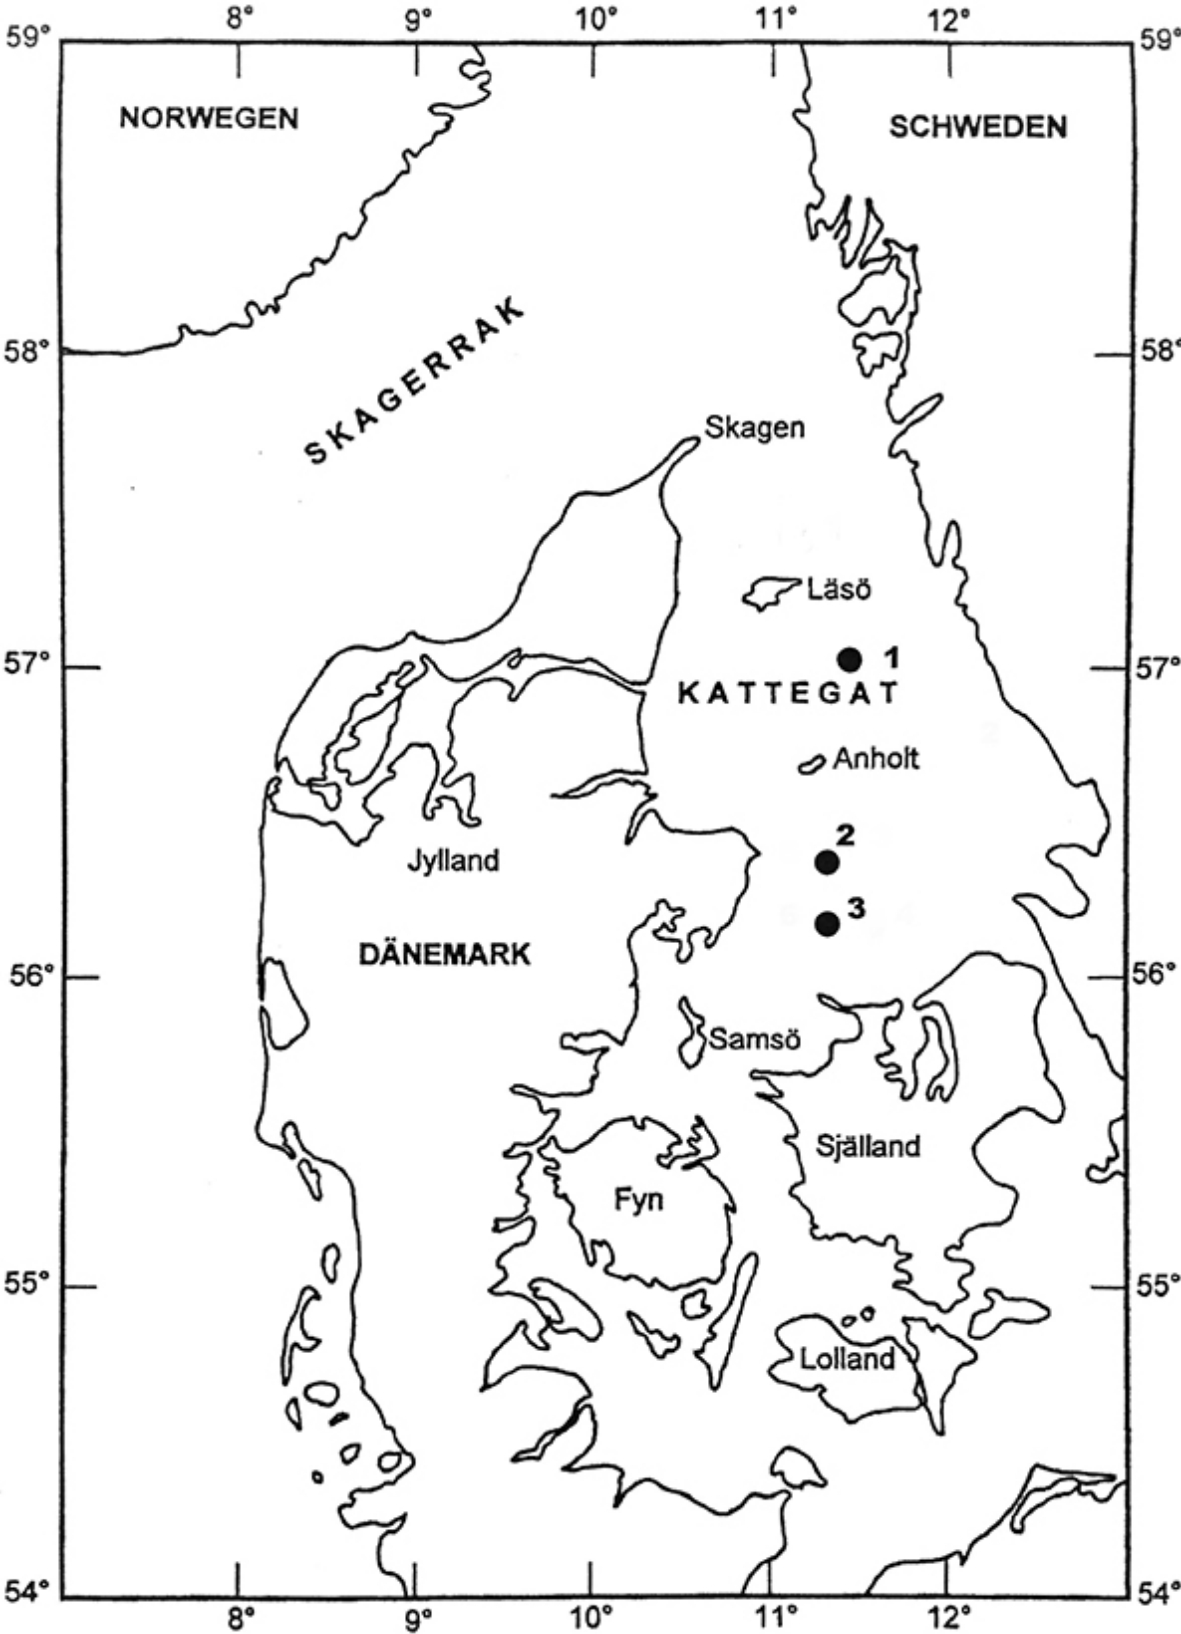 8° 9° 10° 11° 12°
59° 59°
NORWEGEN
SCHWEDEN
SKAGERRAK
58° 58°
Skagen
Läsö
1
57° 57°
KATTEGAT
Anholt
2
Jylland
3
DÄNEMARK
56° 56°
Samsö
Själland
Fyn
55° 55°
Lolland
54° 54°
8° 9° 10° 11° 12°